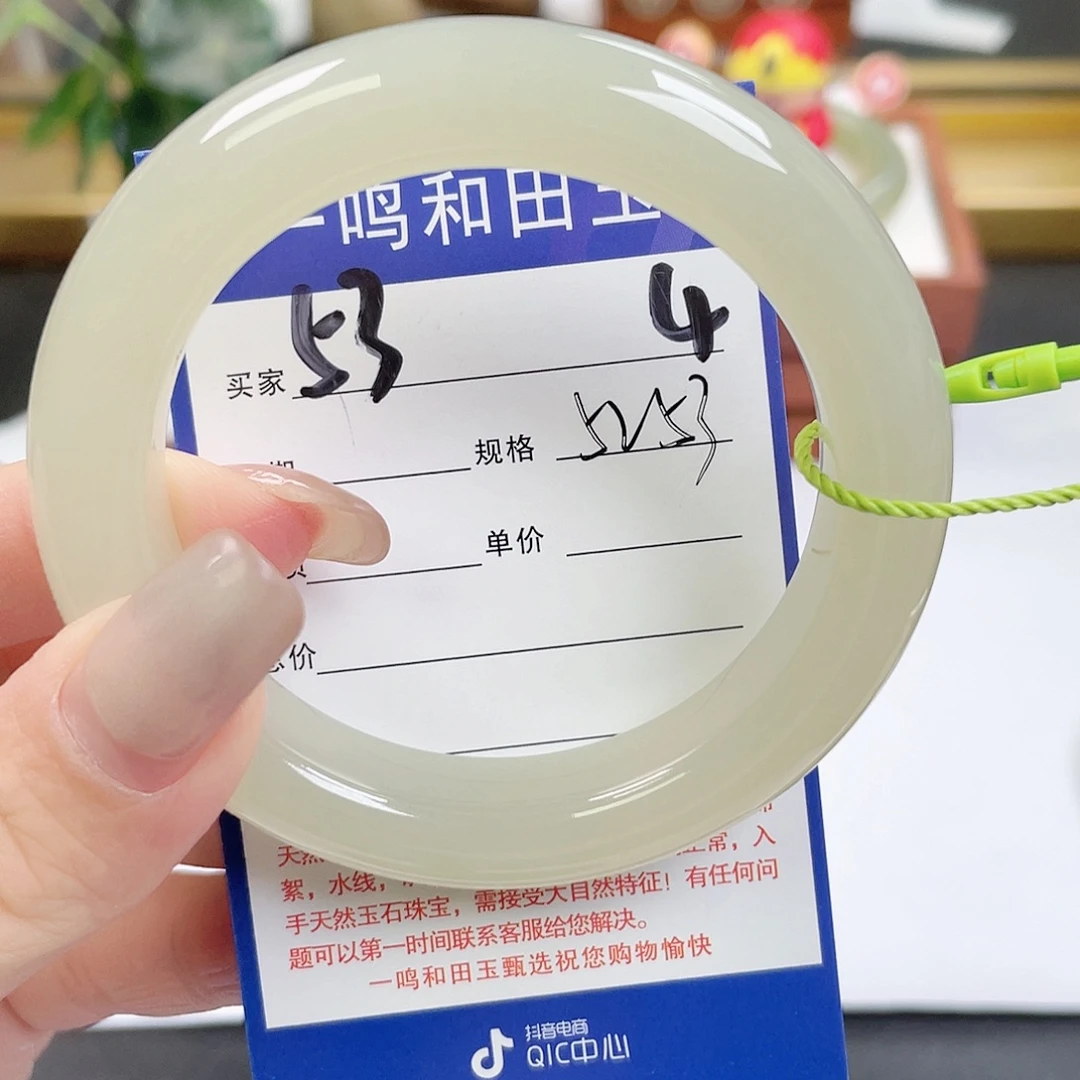 一鸣和田玉
买家 53 4
规格 52 53
单价
总价
天然
正常，入
絮，水线，
手天然玉石珠宝，需接受大自然特征！有任何问
题可以第一时间联系客服给您解决。
一鸣和田玉甄选祝您购物愉快
抖音电商
QIC中心